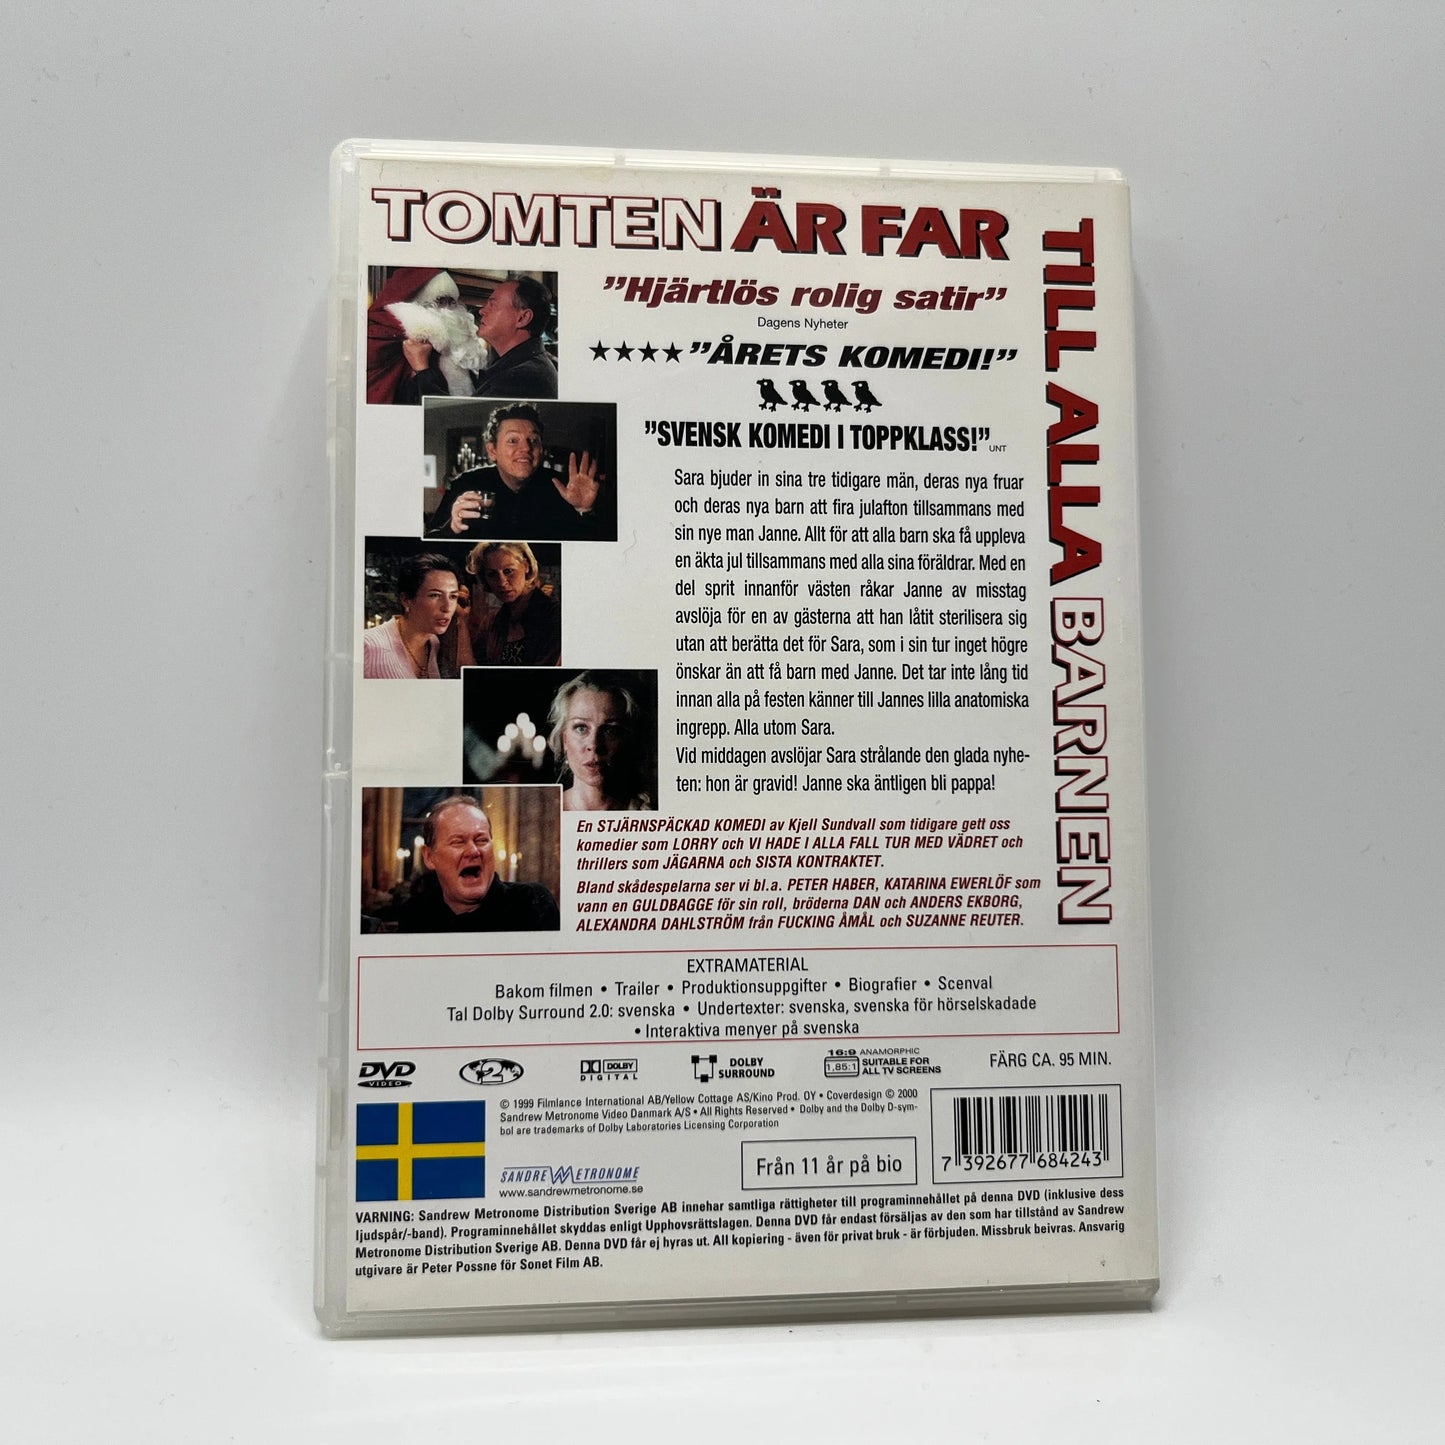 TOMTEN ÄR FAR
TILL ALLA BARNEN
”Hjärtlös rolig satir”
Dagens Nyheter
★★★★”ÅRETS KOMEDI!”
”SVENSK KOMEDI I TOPPKLASS!” UNT
Sara bjuder in sina tre tidigare män, deras nya fruar
och deras nya barn att fira julafton tillsammans med
sin nye man Janne. Allt för att alla barn ska få uppleva
en äkta jul tillsammans med alla sina föräldrar. Med en
del sprit innanför västen råkar Janne av misstag
avslöja för en av gästerna att han låtit sterilisera sig
utan att berätta det för Sara, som i sin tur inget högre
önskar än att få barn med Janne. Det tar inte lång tid
innan alla på festen känner till Jannes lilla anatomiska
ingrepp. Alla utom Sara.
Vid middagen avslöjar Sara strålande den glada nyhe-
ten: hon är gravid! Janne ska äntligen bli pappa!
En STJÄRNSPÄCKAD KOMEDI av Kjell Sundvall som tidigare gett oss
komedier som LORRY och VI HADE I ALLA FALL TUR MED VÄDRET och
thrillers som JÄGARNA och SISTA KONTRAKTET.
Bland skådespelarna ser vi bl.a. PETER HABER, KATARINA EWERLÖF som
vann en GULDBAGGE för sin roll, bröderna DAN och ANDERS EKBORG,
ALEXANDRA DAHLSTRÖM från FUCKING ÅMÅL och SUZANNE REUTER.
EXTRAMATERIAL
Bakom filmen • Trailer • Produktionsuppgifter • Biografier • Scenval
Tal Dolby Surround 2.0: svenska • Undertexter: svenska, svenska för hörselskadade
• Interaktiva menyer på svenska
DVD VIDEO
2
DOLBY DIGITAL
DOLBY SURROUND
16:9 ANAMORPHIC
1,85:1 SUITABLE FOR
ALL TV SCREENS
FÄRG CA. 95 MIN.
© 1999 Filmlance International AB/Yellow Cottage AS/Kino Prod. OY • Coverdesign © 2000
Sandrew Metronome Video Danmark A/S • All Rights Reserved • Dolby and the Dolby D-sym-
bol are trademarks of Dolby Laboratories Licensing Corporation
SANDREW METRONOME
www.sandrewmetronome.se
Från 11 år på bio
7 392677 684243
VARNING: Sandrew Metronome Distribution Sverige AB innehar samtliga rättigheter till programinnehållet på denna DVD (inklusive dess
ljudspår/-band). Programinnehållet skyddas enligt Upphovsrättslagen. Denna DVD får endast försäljas av den som har tillstånd av Sandrew
Metronome Distribution Sverige AB. Denna DVD får ej hyras ut. All kopiering - även för privat bruk - är förbjuden. Missbruk beivras. Ansvarig
utgivare är Peter Possne för Sonet Film AB.